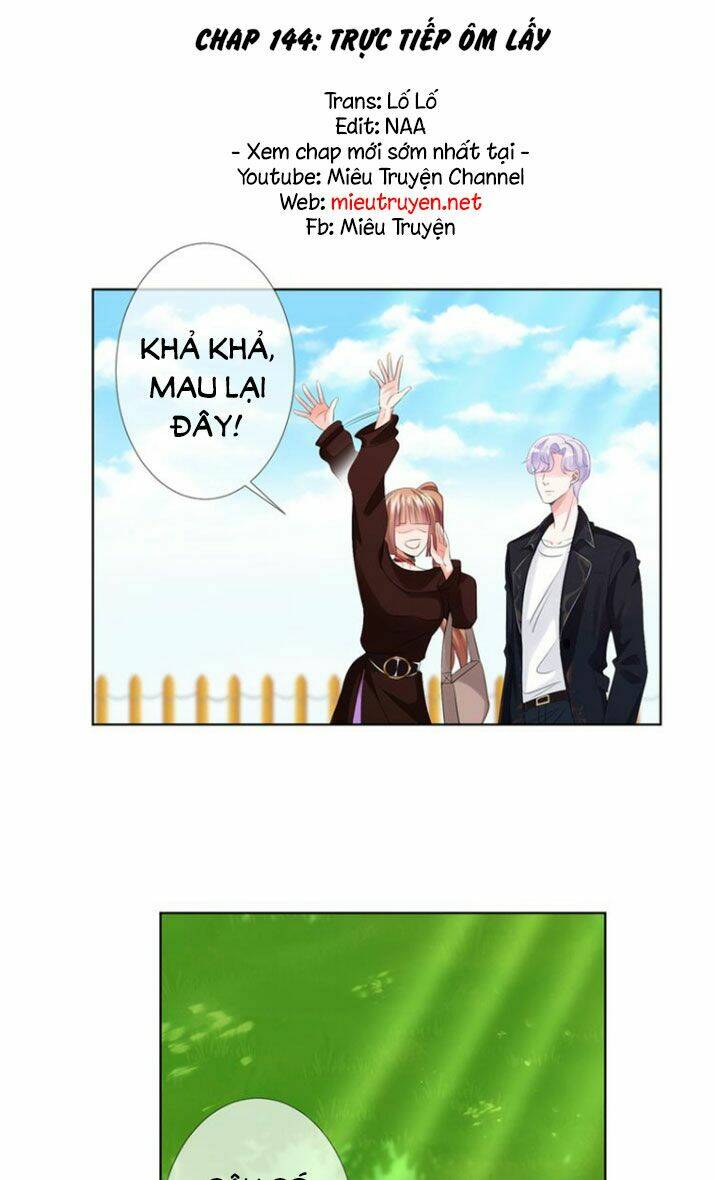 CHAP 144: TRỰC TIẾP ÔM LẤY
Trans: Lố Lố
Edit: NAA
- Xem chap mới sớm nhất tại -
Youtube: Miêu Truyện Channel
Web: mieutruyen.net
Fb: Miêu Truyện
KHẢ KHẢ,
MAU LẠI
ĐÂY!